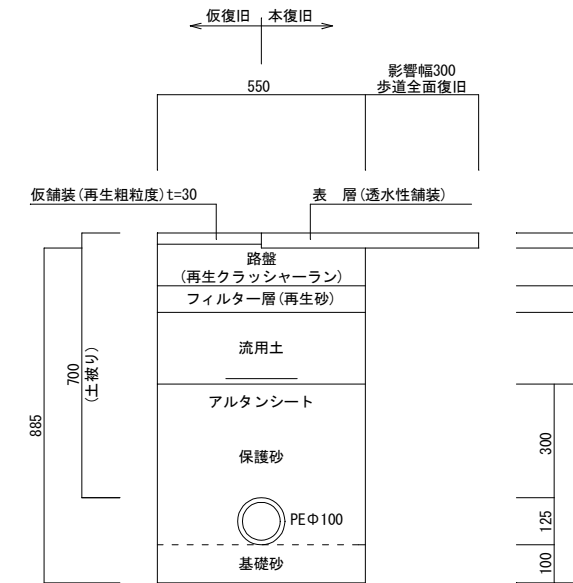 仮復旧 本復旧
影響幅300
歩道全面復旧
550
仮舗装(再生粗粒度)t=30
表　層(透水性舗装)
路盤
(再生クラッシャーラン)
フィルター層(再生砂)
流用土
アルタンシート
保護砂
PEΦ100
基礎砂
700
(土被り)
885
300
125
100